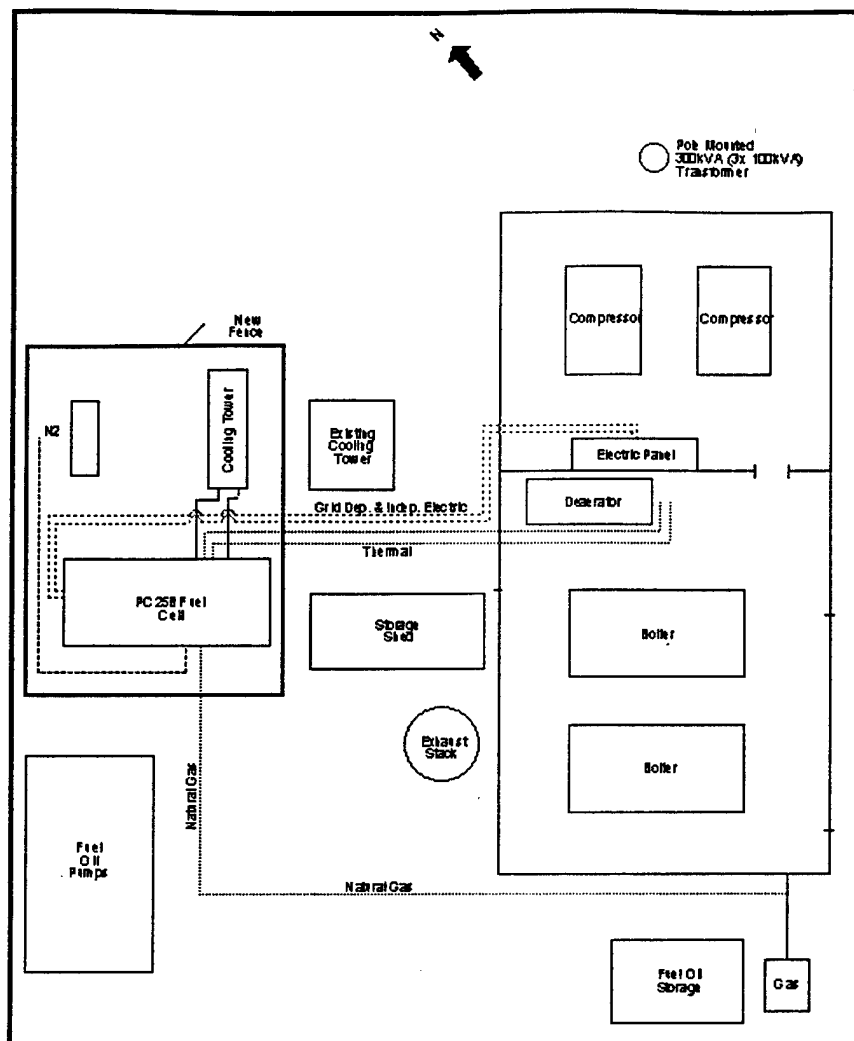 N
Pole Mounted
300kVA (3x 100kVA)
Transformer
Compressor
Compressor
New
Fence
N2
Cooling Tower
Existing
Cooling
Tower
Electric Panel
Deaerator
Grid Dep. & Indep. Electric
Thermal
PC25B Fuel
Cell
Storage
Shed
Boiler
Exhaust
Stack
Boiler
Natural Gas
Fuel
Oil
Pumps
Natural Gas
Fuel Oil
Storage
Gas